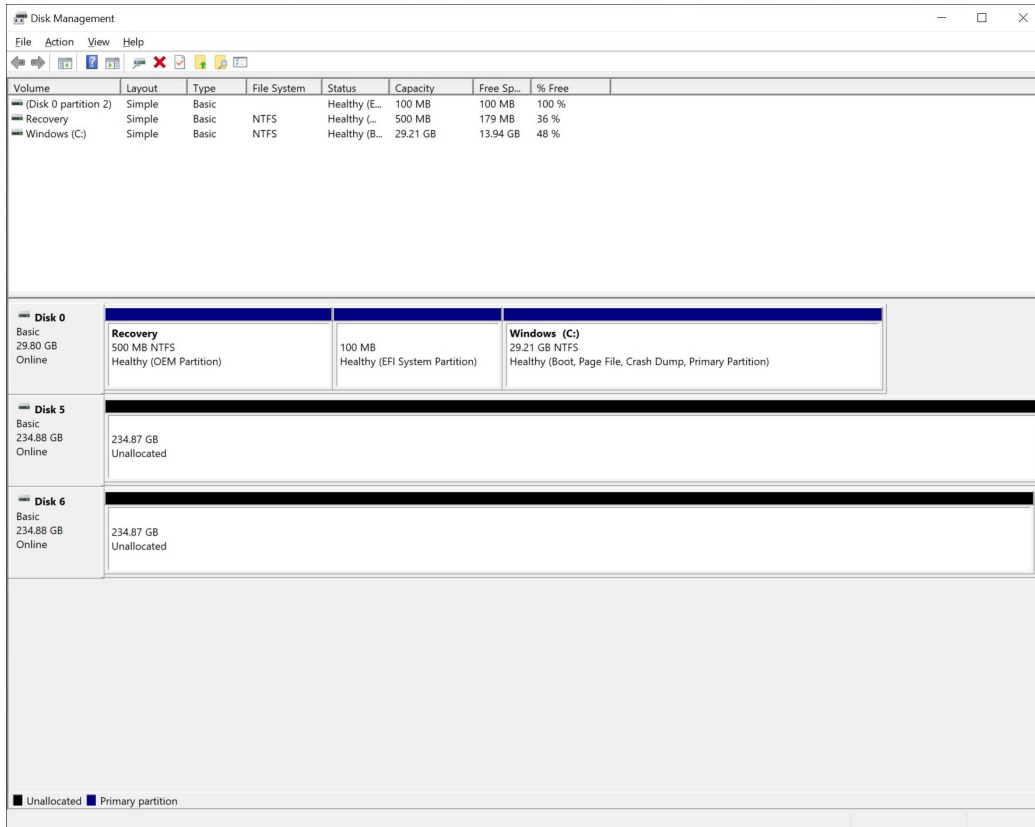 Disk Management
File Action View Help
Volume Layout Type File System Status Capacity Free Sp... % Free
(Disk 0 partition 2) Simple Basic Healthy (E... 100 MB 100 MB 100 %
Recovery Simple Basic NTFS Healthy (... 500 MB 179 MB 36 %
Windows (C:) Simple Basic NTFS Healthy (B... 29.21 GB 13.94 GB 48 %
Disk 0
Basic
29.80 GB
Online
Recovery
500 MB NTFS
Healthy (OEM Partition)
100 MB
Healthy (EFI System Partition)
Windows (C:)
29.21 GB NTFS
Healthy (Boot, Page File, Crash Dump, Primary Partition)
Disk 5
Basic
234.88 GB
Online
234.87 GB
Unallocated
Disk 6
Basic
234.88 GB
Online
234.87 GB
Unallocated
Unallocated Primary partition